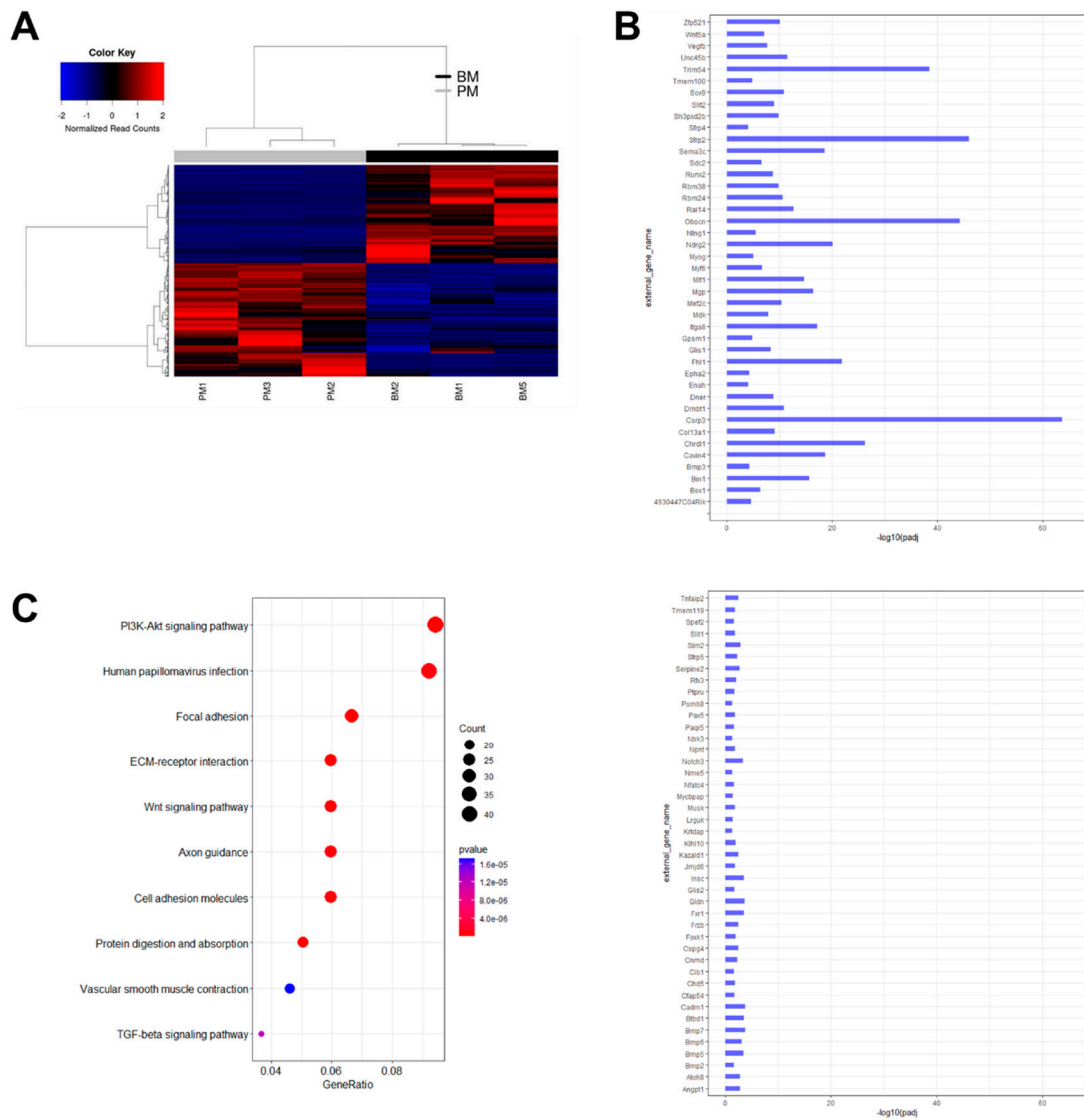 A
Color Key
-2 -1 0 1 2
Normalized Read Counts
BM
PM
PM1
PM3
PM2
BM2
BM1
BM5
B
external_gene_name
Zfp521
Wnt5a
Vegfb
Unc45b
Trim54
Tmem100
Sox9
Slit2
Sh3pxd2b
Sfrp4
Sfrp2
Sema3c
Sdc2
Runx2
Rbm38
Rbm24
Rai14
Obscn
Ntng1
Ndrg2
Myog
Myf6
Mlf1
Mgp
Mef2c
Mdk
Itga8
Gpsm1
Glis1
Fhl1
Epha2
Enah
Dner
Dmbt1
Csrp3
Col13a1
Chrdl1
Cavin4
Bmp3
Bin1
Bex1
4930447C04Rik
0 20 40 60
-log10(padj
C
PI3K-Akt signaling pathway
Human papillomavirus infection
Focal adhesion
ECM-receptor interaction
Wnt signaling pathway
Axon guidance
Cell adhesion molecules
Protein digestion and absorption
Vascular smooth muscle contraction
TGF-beta signaling pathway
0.04 0.06 0.08
GeneRatio
Count
20
25
30
35
40
pvalue
1.6e-05
1.2e-05
8.0e-06
4.0e-06
external_gene_name
Tnfaip2
Tmem119
Spef2
Slit1
Sim2
Sfrp5
Serpine2
Rfx3
Ptpru
Psmb8
Pax5
Paqr5
Ntrk3
Npnt
Notch3
Nme5
Nfatc4
Mycbpap
Musk
Lrguk
Krtdap
Klhl10
Kazald1
Jmjd6
Insc
Glis2
Gldn
Fxr1
Frzb
Foxk1
Cspg4
Cnmd
Cib1
Chd5
Cfap54
Cadm1
Btbd1
Bmp7
Bmp6
Bmp5
Bmp2
Atoh8
Angpt1
0 20 40 60
-log10(padj